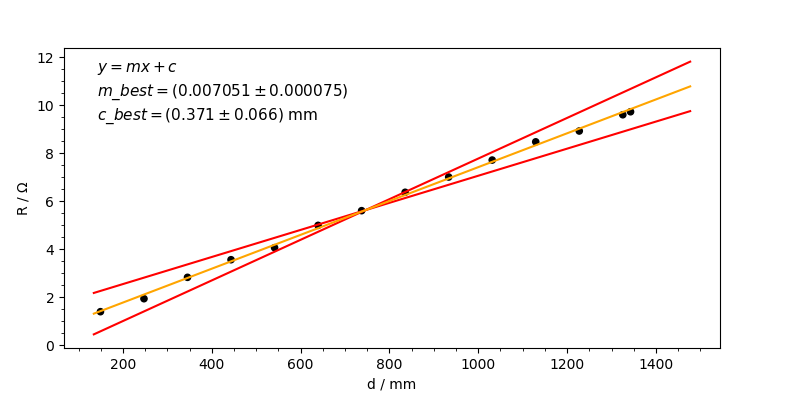 y = mx + c
m_best = (0.007051 ± 0.000075)
c_best = (0.371 ± 0.066) mm
R / Ω
12
10
8
6
4
2
0
200 400 600 800 1000 1200 1400
d / mm